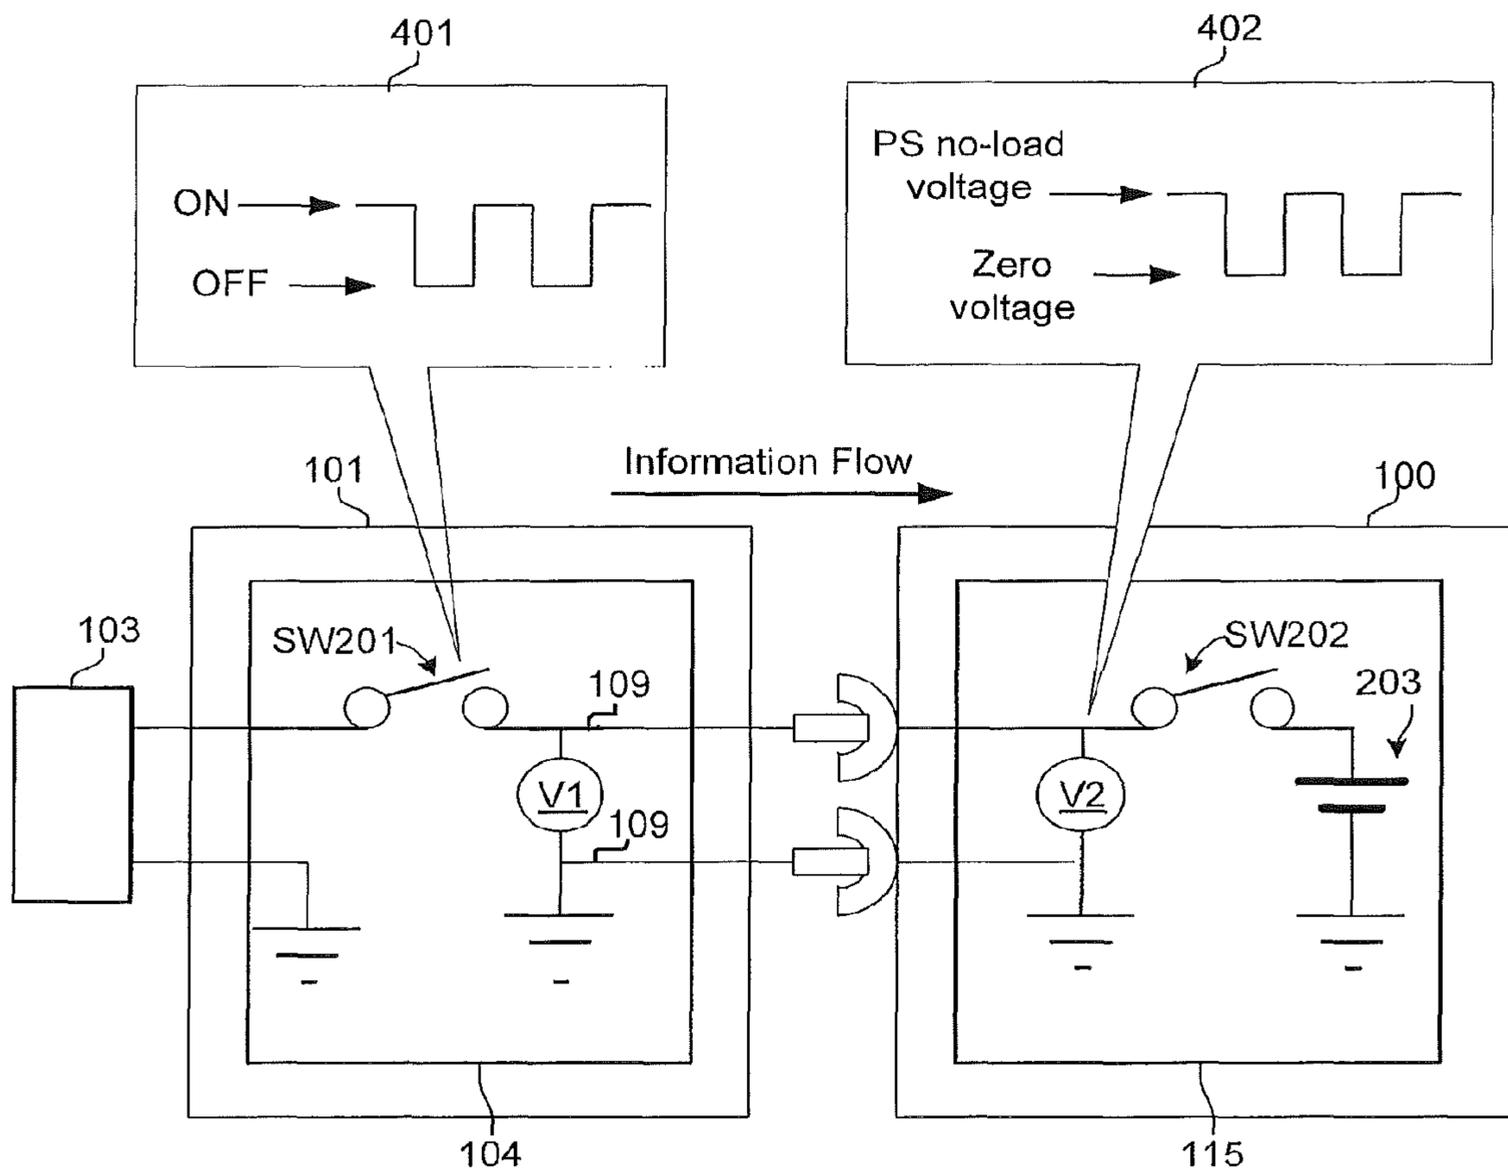 401
402
PS no-load
voltage
ON
OFF
Zero
voltage
Information Flow
101
100
103
SW201
SW202
109
203
V1
V2
109
104
115